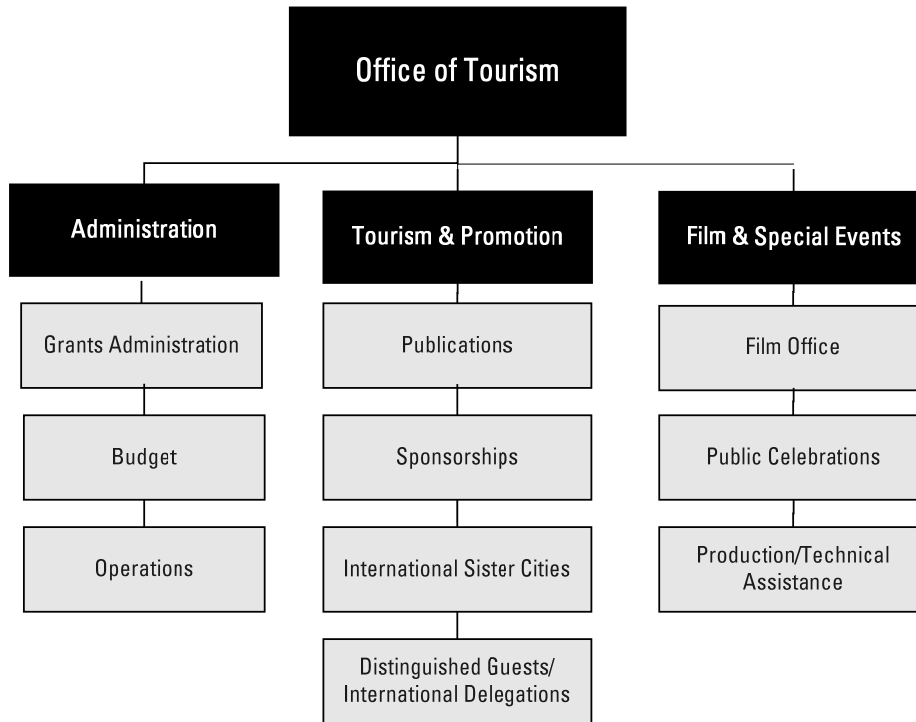 Office of Tourism
Administration
Tourism & Promotion
Film & Special Events
Grants Administration
Publications
Film Office
Budget
Sponsorships
Public Celebrations
Operations
International Sister Cities
Production/Technical
Assistance
Distinguished Guests/
International Delegations